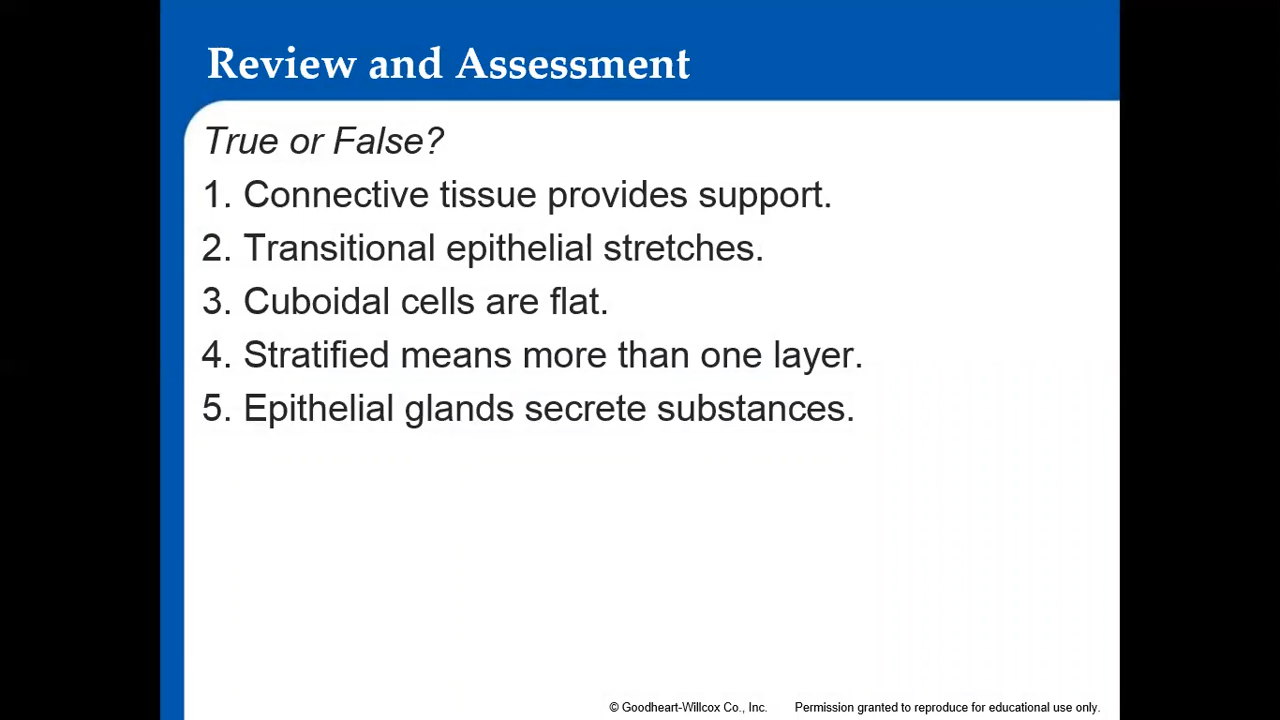 Review and Assessment
True or False?
1. Connective tissue provides support.
2. Transitional epithelial stretches.
3. Cuboidal cells are flat.
4. Stratified means more than one layer.
5. Epithelial glands secrete substances.
© Goodheart-Willcox Co., Inc. Permission granted to reproduce for educational use only.